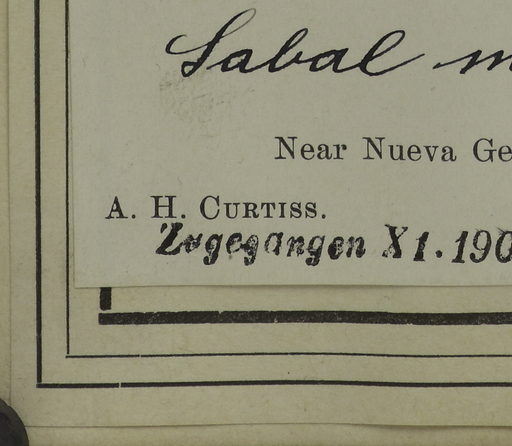 Sabal m
Near Nueva Ge
A. H. Curtiss.
Zugegangen XI. 190